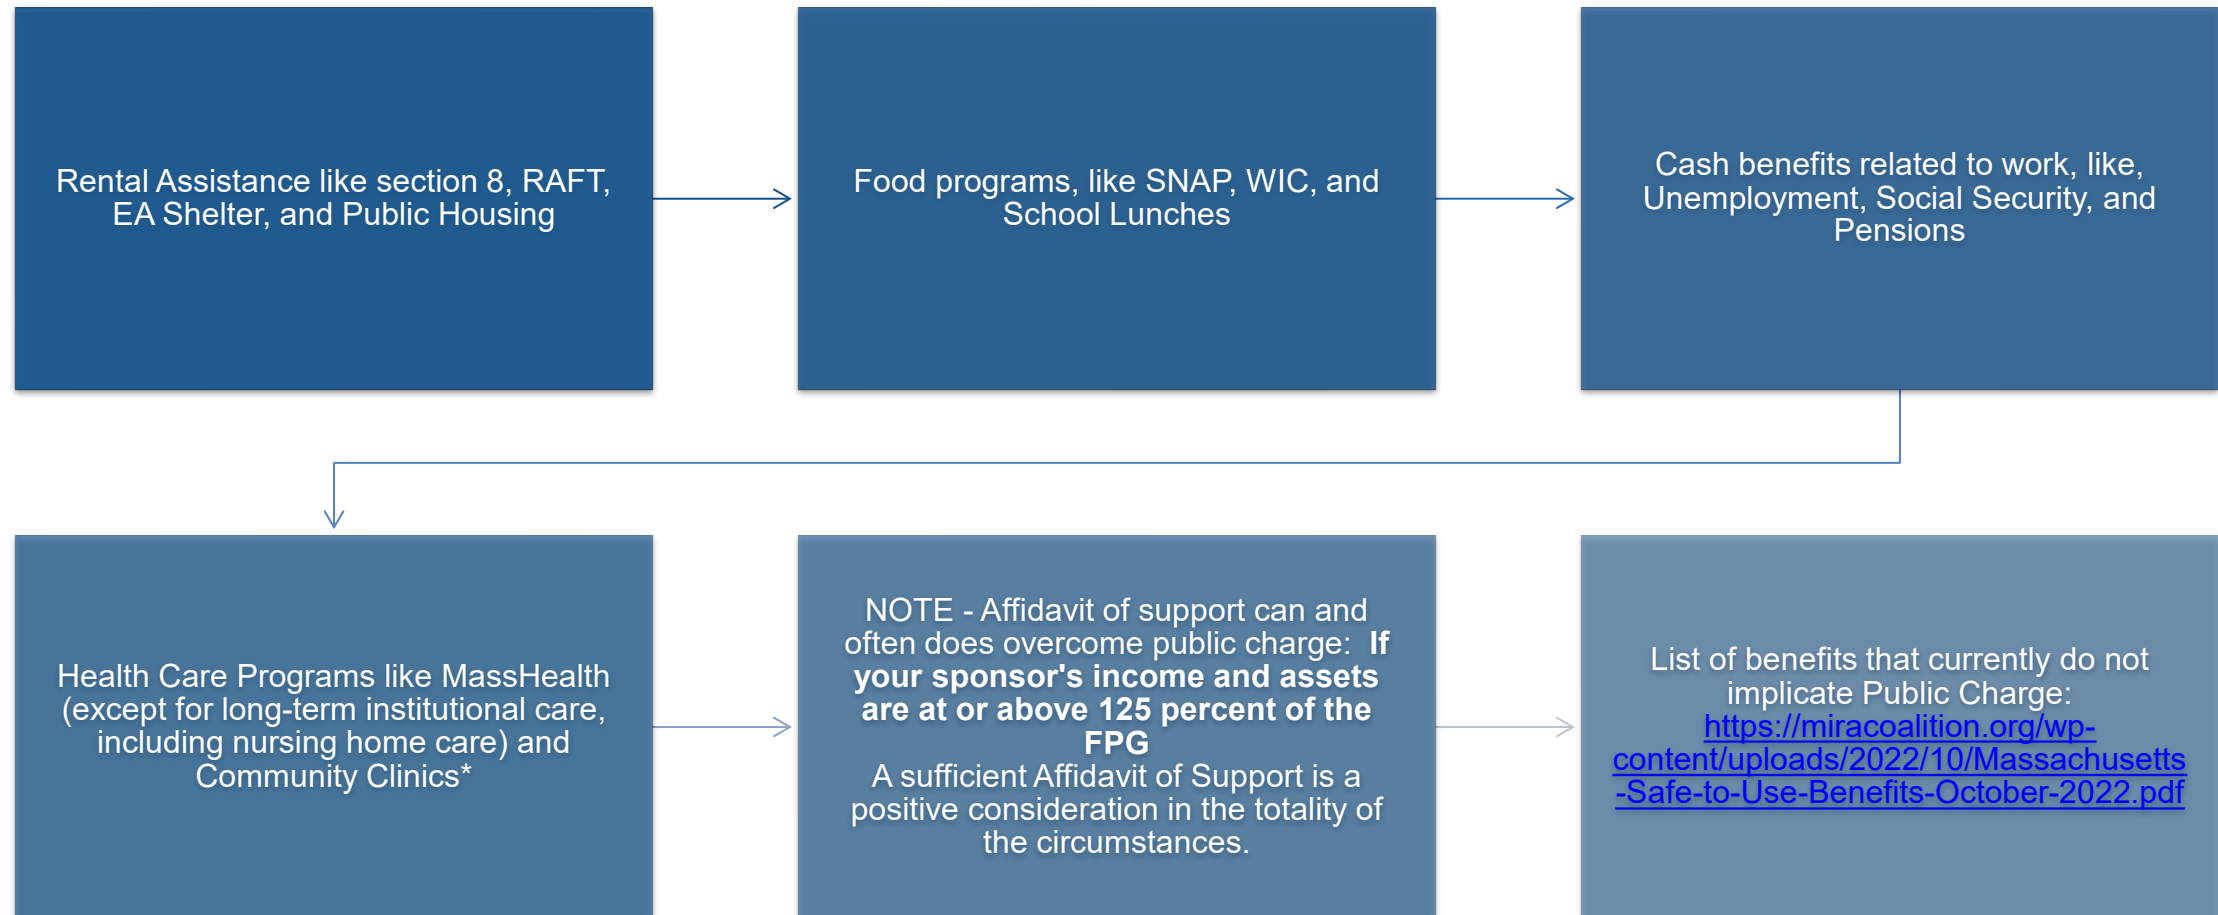 Rental Assistance like section 8, RAFT,
EA Shelter, and Public Housing
Food programs, like SNAP, WIC, and
School Lunches
Cash benefits related to work, like,
Unemployment, Social Security, and
Pensions
Health Care Programs like MassHealth
(except for long-term institutional care,
including nursing home care) and
Community Clinics*
NOTE - Affidavit of support can and
often does overcome public charge:  If
your sponsor's income and assets
are at or above 125 percent of the
FPG
A sufficient Affidavit of Support is a
positive consideration in the totality of
the circumstances.
List of benefits that currently do not
implicate Public Charge:
https://miracoalition.org/wp-
content/uploads/2022/10/Massachusetts
-Safe-to-Use-Benefits-October-2022.pdf